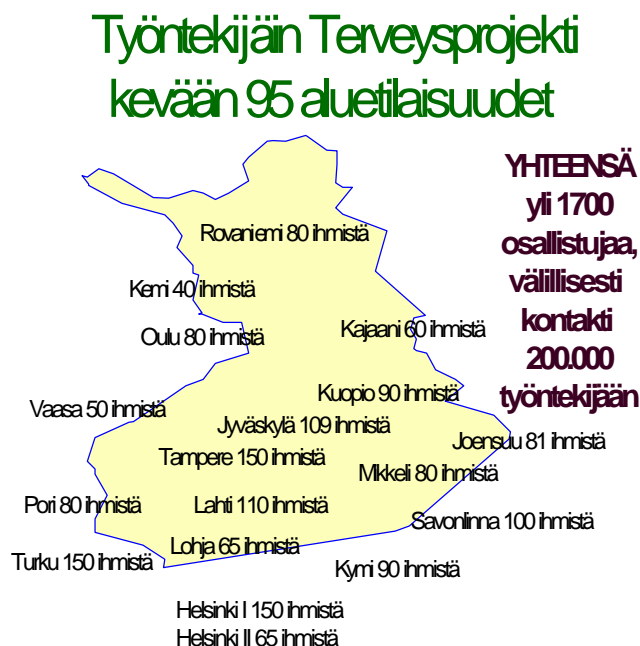 Työntekijäin Terveysprojekti
kevään 95 aluetilaisuudet
YHTEENSÄ
yli 1700
osallistujaa,
välillisesti
kontakti
200.000
työntekijään
Rovaniemi 80 ihmistä
Kemi 40 ihmistä
Oulu 80 ihmistä
Kajaani 60 ihmistä
Kuopio 90 ihmistä
Vaasa 50 ihmistä
Jyväskylä 109 ihmistä
Joensuu 81 ihmistä
Tampere 150 ihmistä
Mikkeli 80 ihmistä
Pori 80 ihmistä
Lahti 110 ihmistä
Savonlinna 100 ihmistä
Lohja 65 ihmistä
Turku 150 ihmistä
Kymi 90 ihmistä
Helsinki I 150 ihmistä
Helsinki II 65 ihmistä